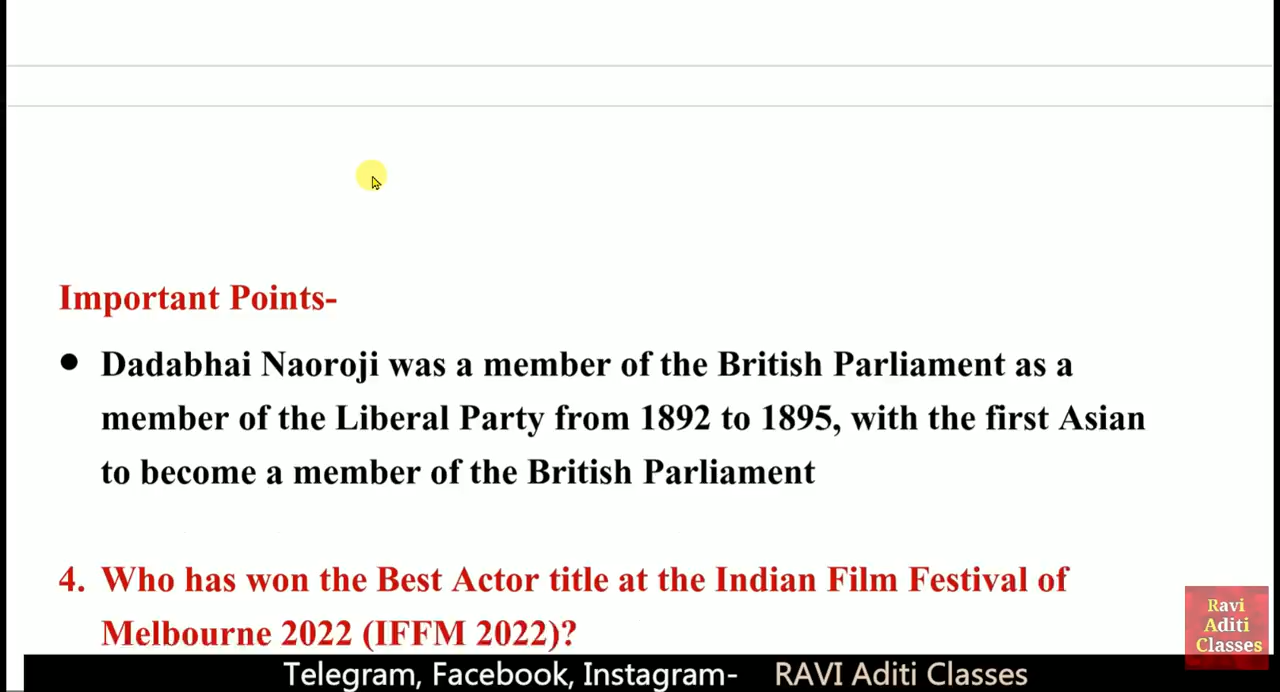 Important Points-
● Dadabhai Naoroji was a member of the British Parliament as a
member of the Liberal Party from 1892 to 1895, with the first Asian
to become a member of the British Parliament
4. Who has won the Best Actor title at the Indian Film Festival of
Melbourne 2022 (IFFM 2022)?
Ravi
Aditi
Classes
Telegram, Facebook, Instagram- RAVI Aditi Classes